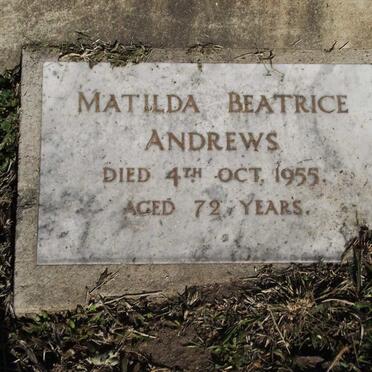 MATILDA BEATRICE
ANDREWS
DIED 4TH OCT. 1955.
AGED 72 YEARS.